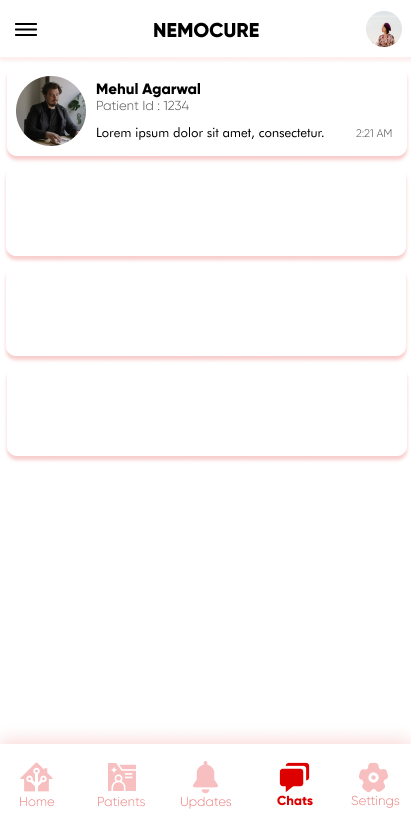 NEMOCURE
Mehul Agarwal
Patient Id : 1234
Lorem ipsum dolor sit amet, consectetur.
2:21 AM
Home
Patients
Updates
Chats
Settings